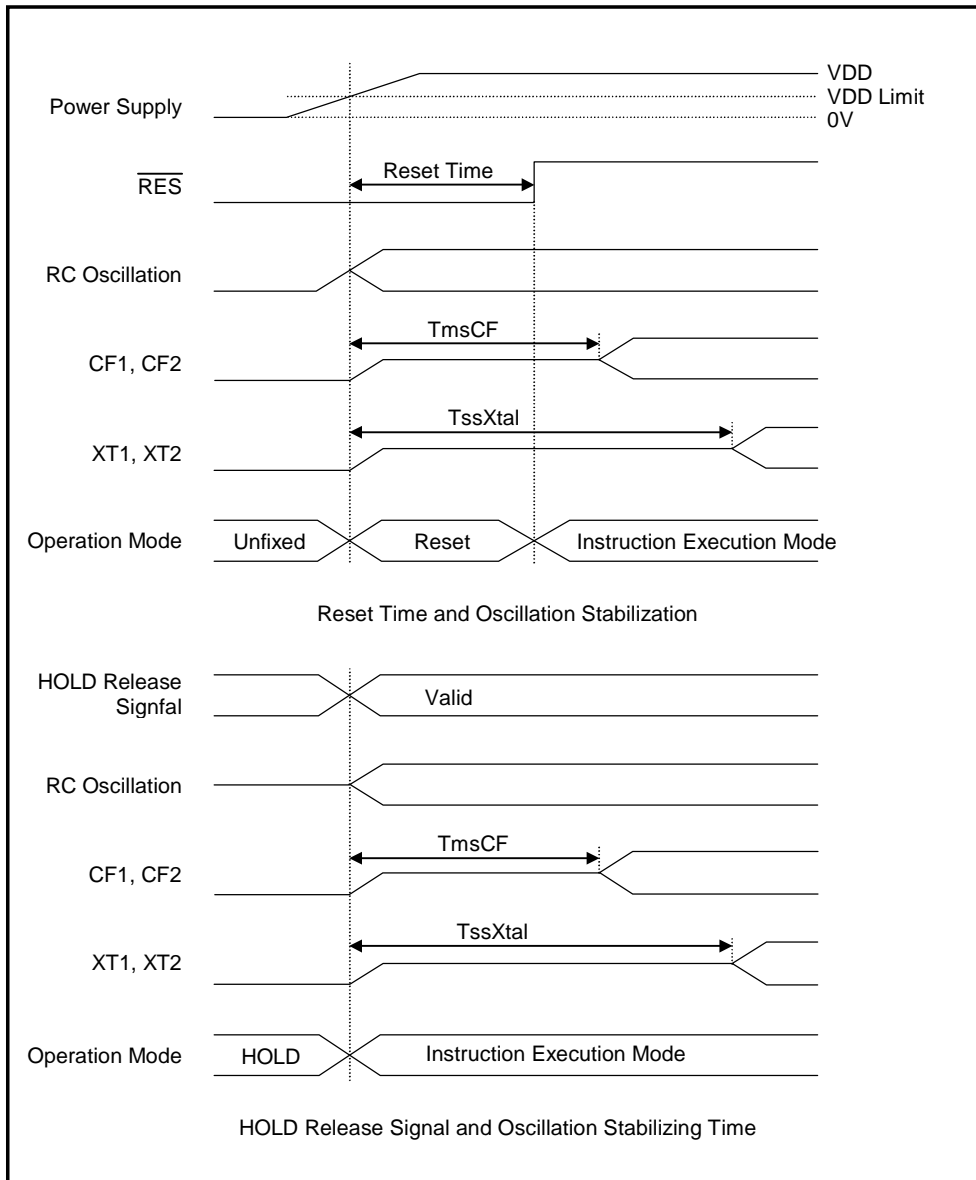 VDD
VDD Limit
Power Supply
0V
Reset Time
RES
RC Oscillation
TmsCF
CF1, CF2
TssXtal
XT1, XT2
Operation Mode
Unfixed
Reset
Instruction Execution Mode
Reset Time and Oscillation Stabilization
HOLD Release
Signfal
Valid
RC Oscillation
TmsCF
CF1, CF2
TssXtal
XT1, XT2
Operation Mode
HOLD
Instruction Execution Mode
HOLD Release Signal and Oscillation Stabilizing Time